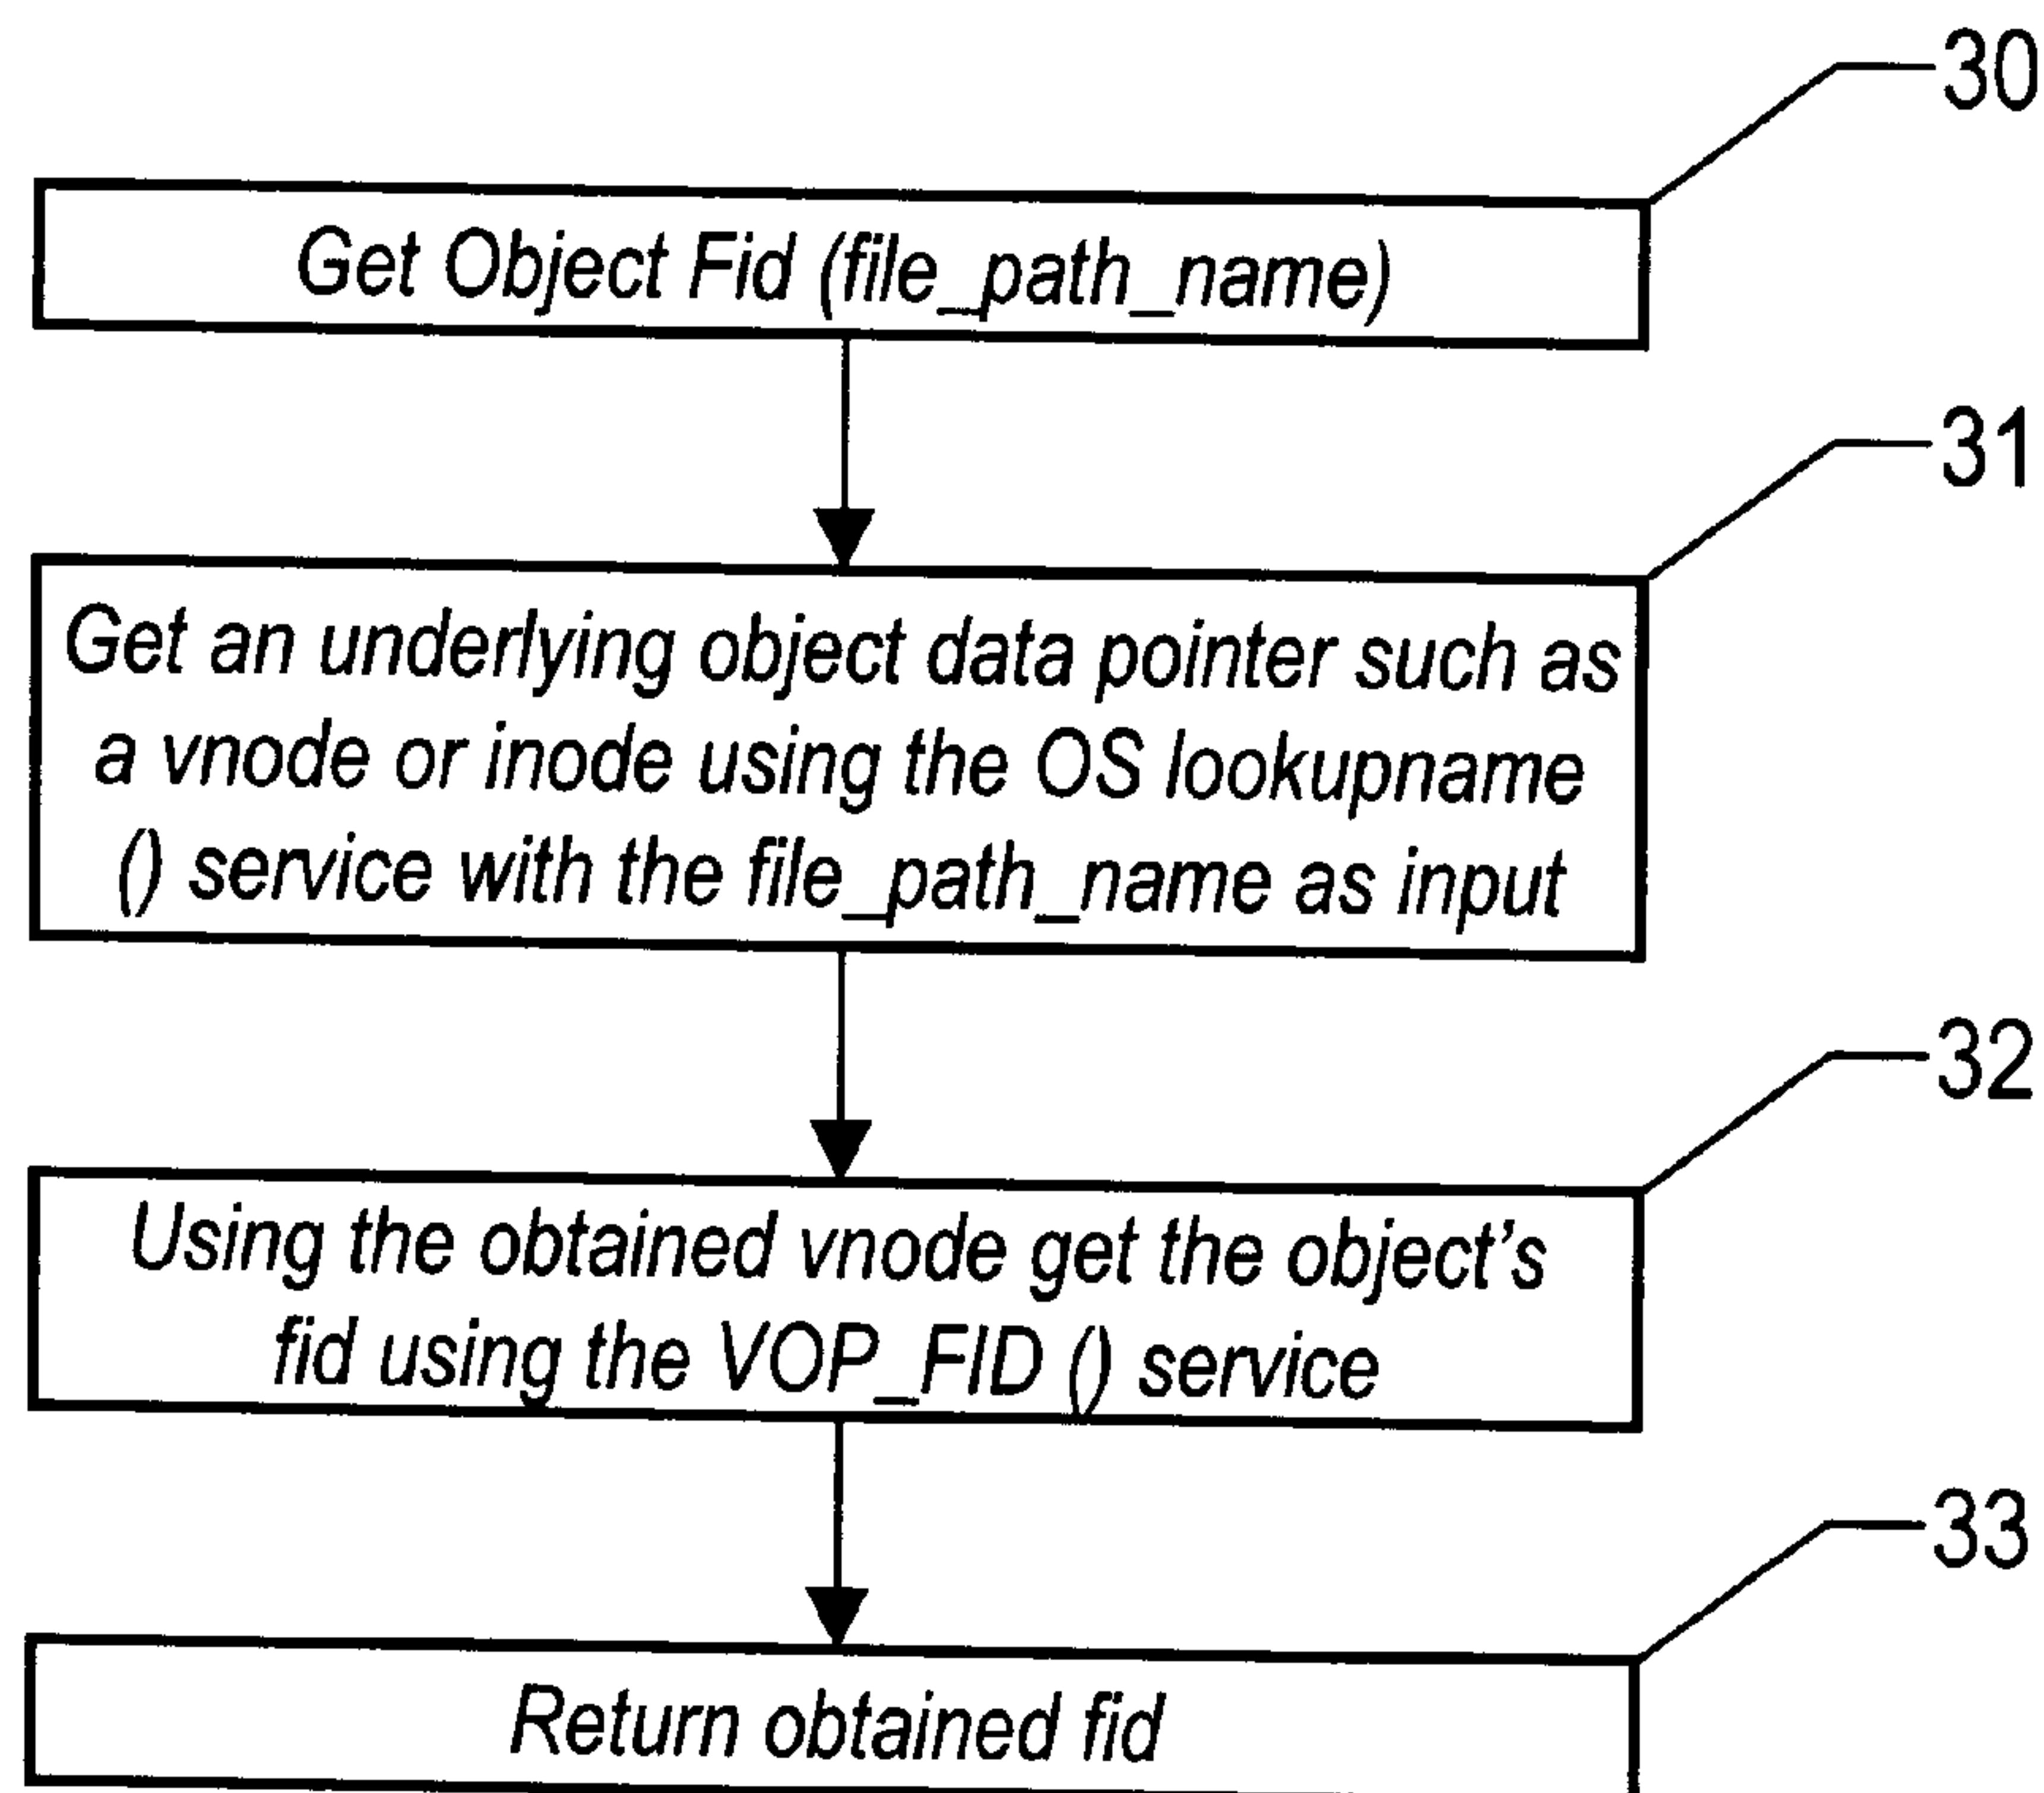 30
Get Object Fid (file_path_name)
31
Get an underlying object data pointer such as
a vnode or inode using the OS lookupname
() service with the file_path_name as input
32
Using the obtained vnode get the object's
fid using the VOP_FID () service
33
Return obtained fid